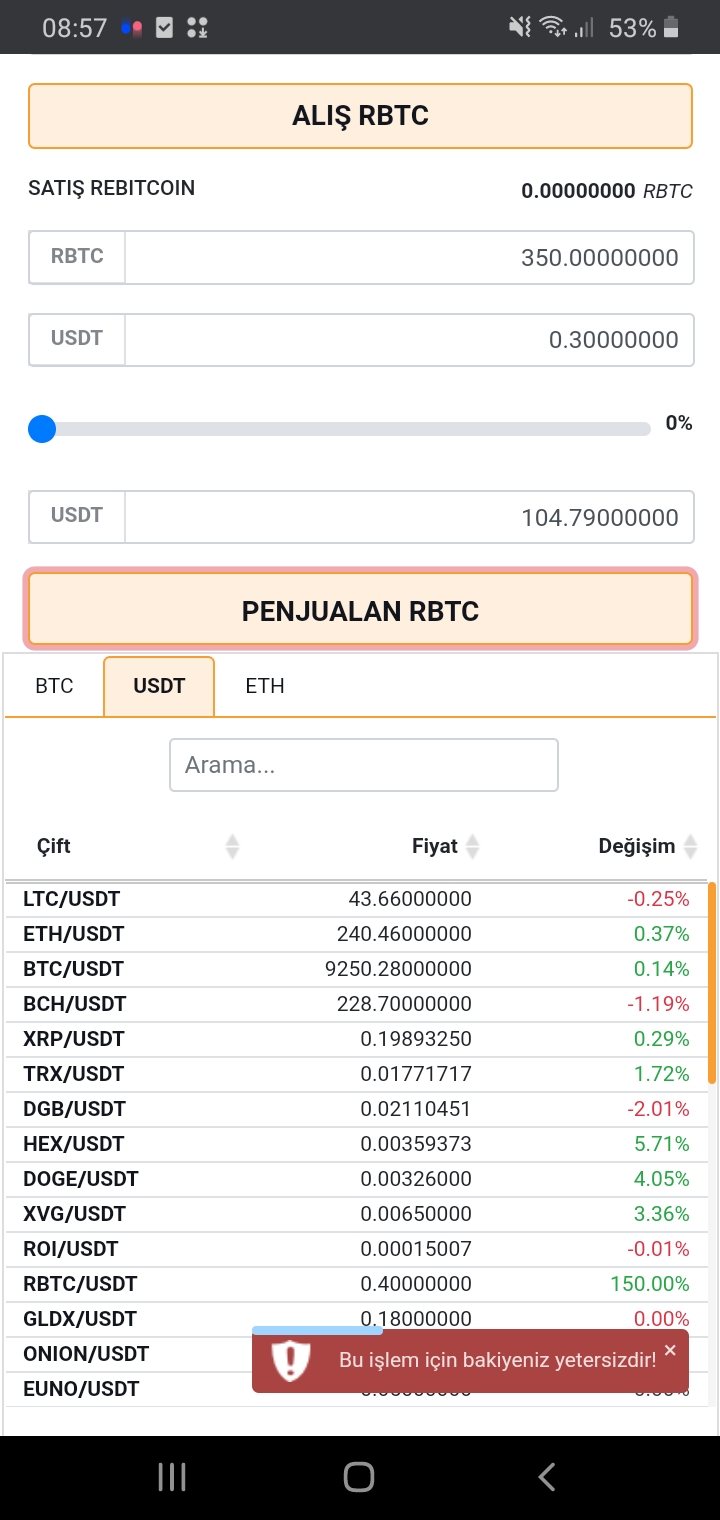 08:57 53%
ALIŞ RBTC
SATIŞ REBITCOIN 0.00000000 RBTC
RBTC 350.00000000
USDT 0.30000000
0%
USDT 104.79000000
PENJUALAN RBTC
BTC USDT ETH
Arama...
Çift Fiyat Değişim
LTC/USDT 43.66000000 -0.25%
ETH/USDT 240.46000000 0.37%
BTC/USDT 9250.28000000 0.14%
BCH/USDT 228.70000000 -1.19%
XRP/USDT 0.19893250 0.29%
TRX/USDT 0.01771717 1.72%
DGB/USDT 0.02110451 -2.01%
HEX/USDT 0.00359373 5.71%
DOGE/USDT 0.00326000 4.05%
XVG/USDT 0.00650000 3.36%
ROI/USDT 0.00015007 -0.01%
RBTC/USDT 0.40000000 150.00%
GLDX/USDT 0.18000000 0.00%
ONION/USDT
Bu işlem için bakiyeniz yetersizdir! ×
EUNO/USDT